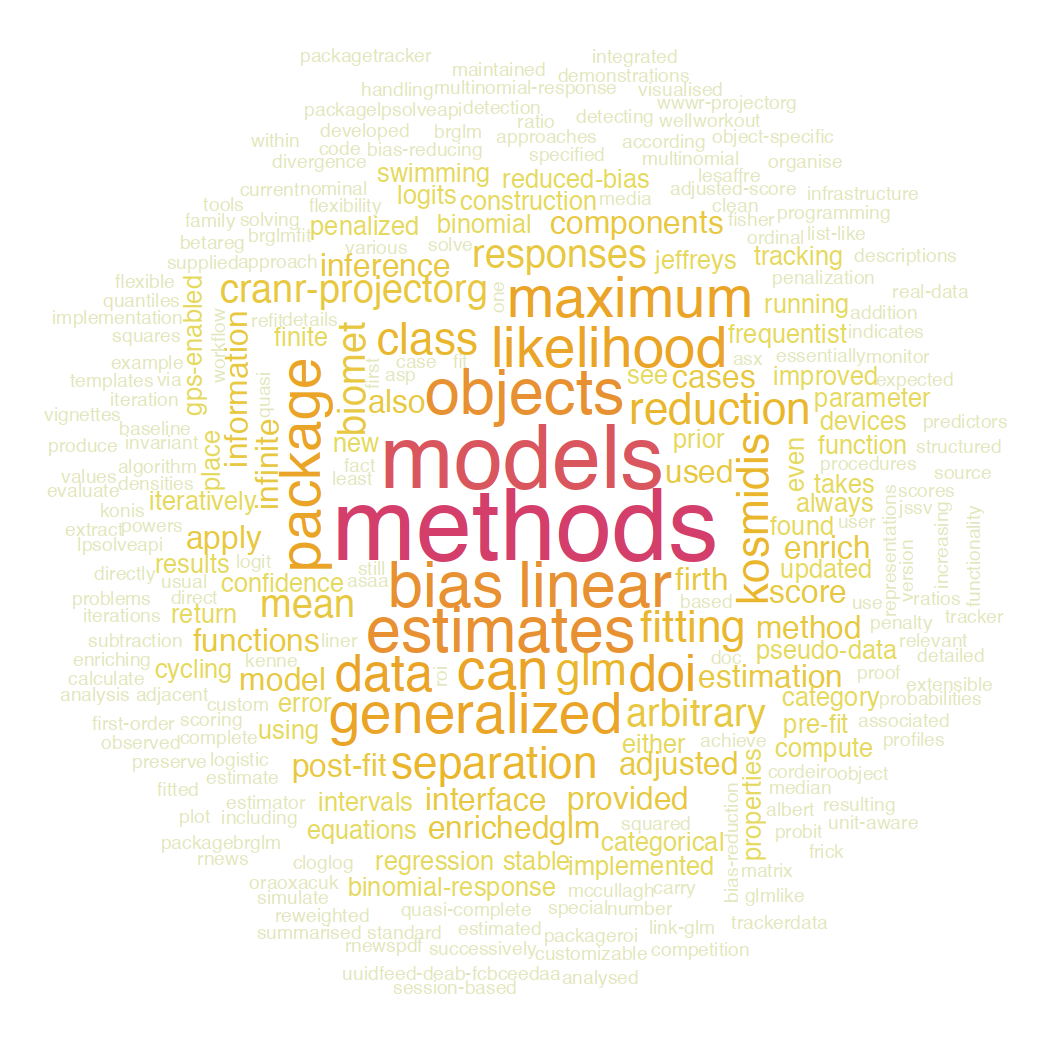 packagetracker
integrated
maintained
demonstrations
handling
multinomial-response
visualised
packagelpsolveapi
detection
wwwr-projectorg
ratio
detecting
wellworkout
developed
brglm
approaches
according
object-specific
within
code
bias-reducing
specified
multinomial
organise
divergence
swimming
reduced-bias
lesaffre
currentnominal
logits
construction
media
adjusted-score
infrastructure
tools
flexibility
clean
family
solving
penalized
binomial
components
fisher
programming
betareg
brglmfit
various
solve
ordinal
list-like
supplied
approach
inference
responses
jeffreys
tracking
descriptions
flexible
cranr-projectorg
one
maximum
penalization
real-data
quantiles
gps-enabled
running
addition
implementation
workflow
information
refit
details
biomet
class
likelihood
frequentist
indicates
squares
finite
example
package
first
case
fit
objects
see
cases
asx
essentially
monitor
templates
via
quasi
asp
improved
expected
iteration
infinite
also
reduction
parameter
vignettes
baseline
place
new
models
prior
devices
predictors
produce
invariant
fact
kosmidis
even
function
structured
values
algorithm
least
used
procedures
source
evaluate
densities
takes
scores
konis
iteratively
methods
always
jssv
extract
powers
found
user
representations
increasing
functionality
lpsolveapi
apply
enrich
version
results
logit
still
bias
linear
firth
updated
directly
usual
confidence
asaa
score
problems
direct
mean
based
use
ratios
iterations
return
estimates
fitting
method
penalty
tracker
subtraction
functions
liner
pseudo-data
relevant
enriching
cycling
kenne
data
can
glm
doi
doc
proof
detailed
calculate
model
roi
estimation
extensible
analysis
adjacent
custom
error
generalized
arbitrary
category
probabilities
first-order
scoring
using
pre-fit
associated
observed
complete
either
achieve
profiles
preserve
logistic
post-fit
separation
adjusted
properties
compute
estimate
cordeiro
object
fitted
intervals
interface
provided
median
estimator
bias-reduction
albert
resulting
plot
including
equations
enrichedglm
squared
probit
unit-aware
packagebrglm
categorical
rnews
cloglog
regression
stable
implemented
frick
matrix
oraoxacuk
binomial-response
mccullagh
carry
glmlike
simulate
reweighted
quasi-complete
special
number
trackerdata
summarised
standard
estimated
packageroi
link-glm
rnewspdf
successively
customizable
competition
uuidfeed-deab-fcbceedaa
analysed
session-based